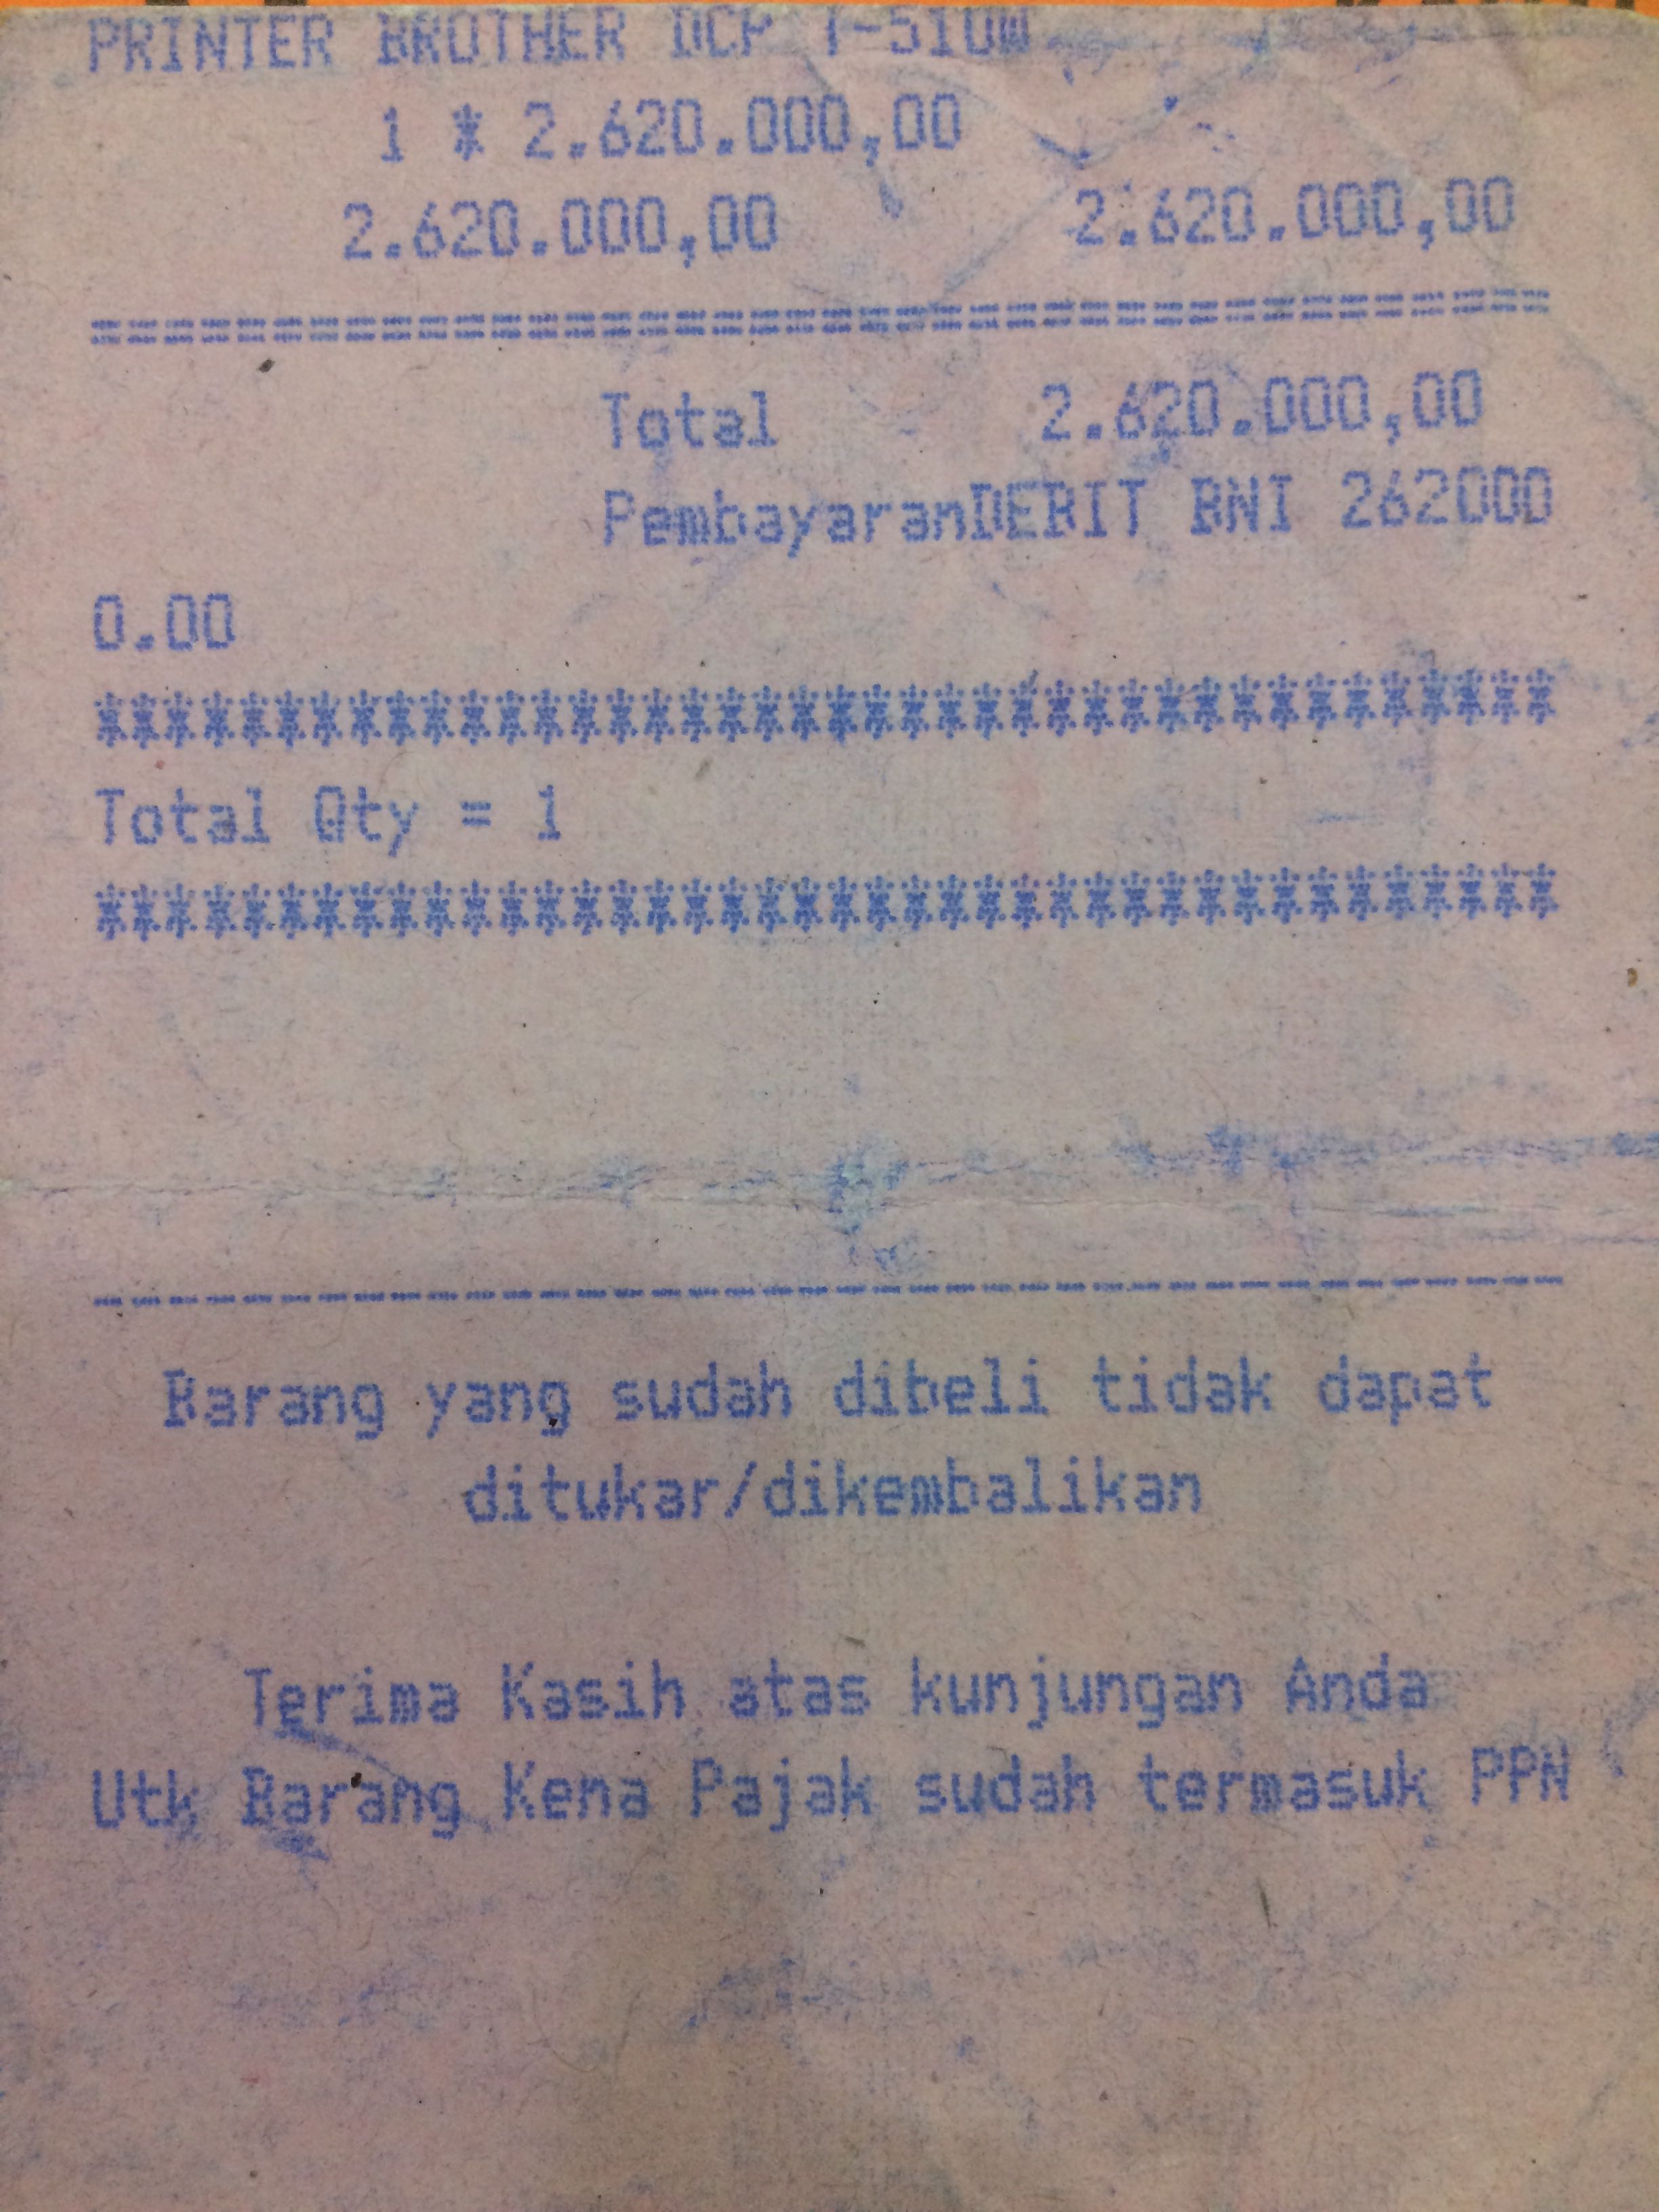 PRINTER BROTHER DCP T-510W
1 * 2.620.000,00
2.620.000,00 2.620.000,00
========================================
Total 2.620.000,00
PembayaranDEBIT BNI 262000
0.00
****************************************
Total Qty = 1
****************************************
----------------------------------------
Barang yang sudah dibeli tidak dapat
ditukar/dikembalikan
Terima Kasih atas kunjungan Anda
Utk Barang Kena Pajak sudah termasuk PPN